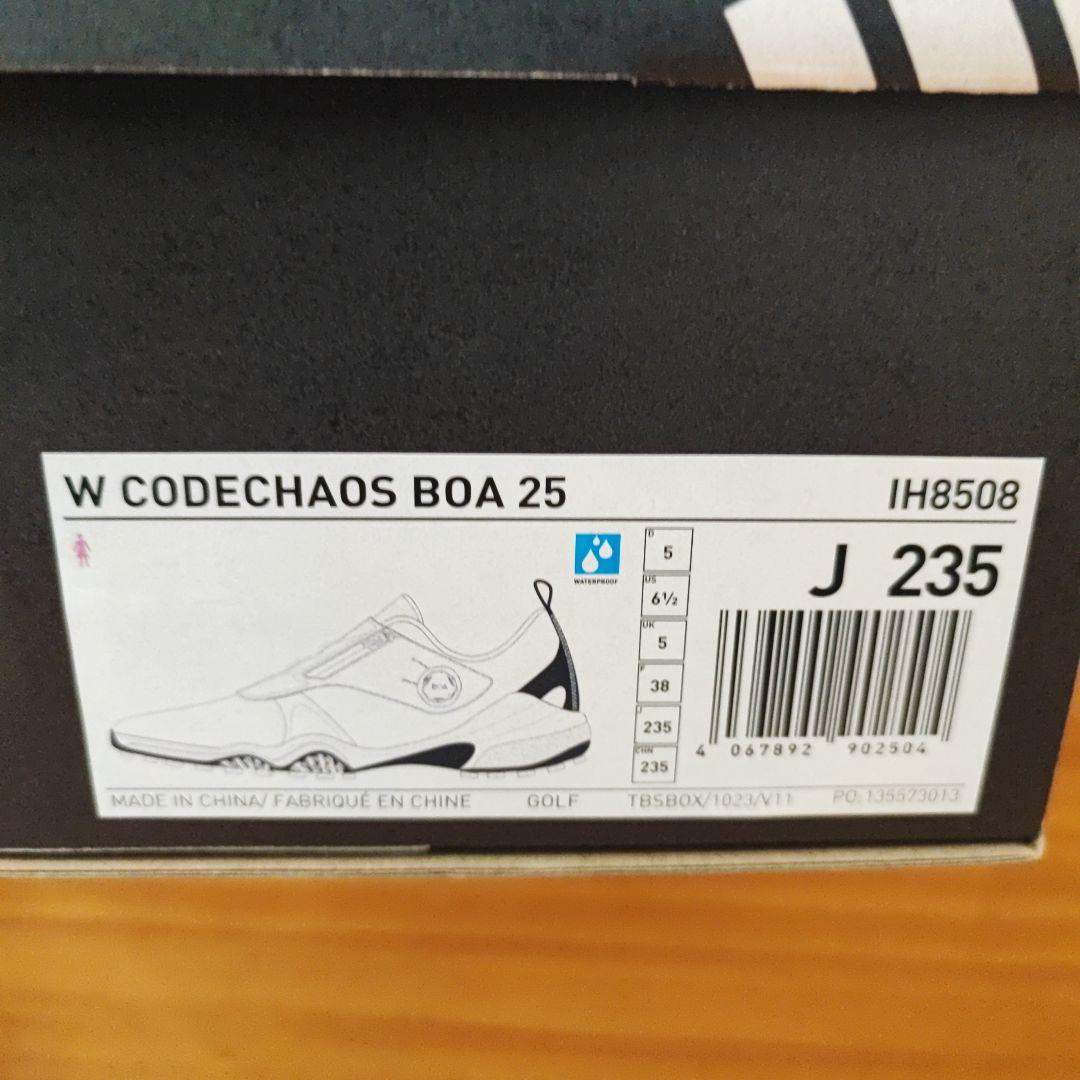 W CODECHAOS BOA 25
IH8508
WATERPROOF
D 5
US 6½
UK 5
F 38
J 235
CHN 235
J 235
4 067892 902504
MADE IN CHINA/ FABRIQUÉ EN CHINE
GOLF
TBSBOX/1023/V11
PO:135573013